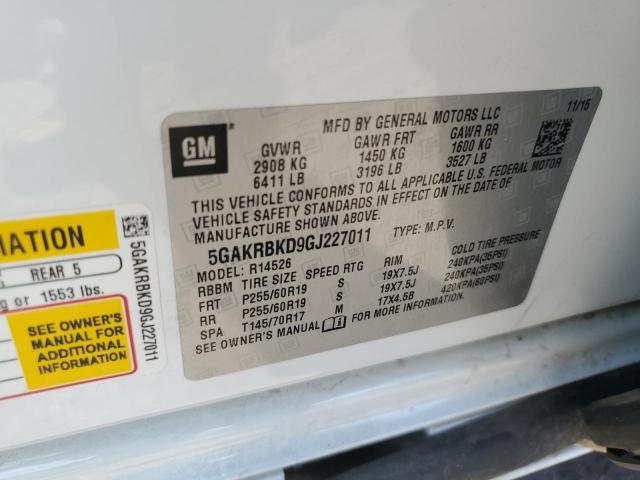 GM
MFD BY GENERAL MOTORS LLC
11/15
GVWR GAWR FRT GAWR RR
2908 KG 1450 KG 1600 KG
6411 LB 3196 LB 3527 LB
THIS VEHICLE CONFORMS TO ALL APPLICABLE U.S. FEDERAL MOTOR
VEHICLE SAFETY STANDARDS IN EFFECT ON THE DATE OF
MANUFACTURE SHOWN ABOVE.
5GAKRBKD9GJ227011 TYPE: M.P.V.
MODEL: R14526
RBBM TIRE SIZE SPEED RTG RIM COLD TIRE PRESSURE
FRT P255/60R19 S 19X7.5J 240KPA(35PSI)
RR P255/60R19 S 19X7.5J 240KPA(35PSI)
SPA T145/70R17 M 17X4.5B 420KPA(60PSI)
SEE OWNER'S MANUAL FOR MORE INFORMATION.
MATION
REAR 5
or 1553 lbs.
SEE OWNER'S
MANUAL FOR
ADDITIONAL
INFORMATION
5GAKRBKD9GJ227011